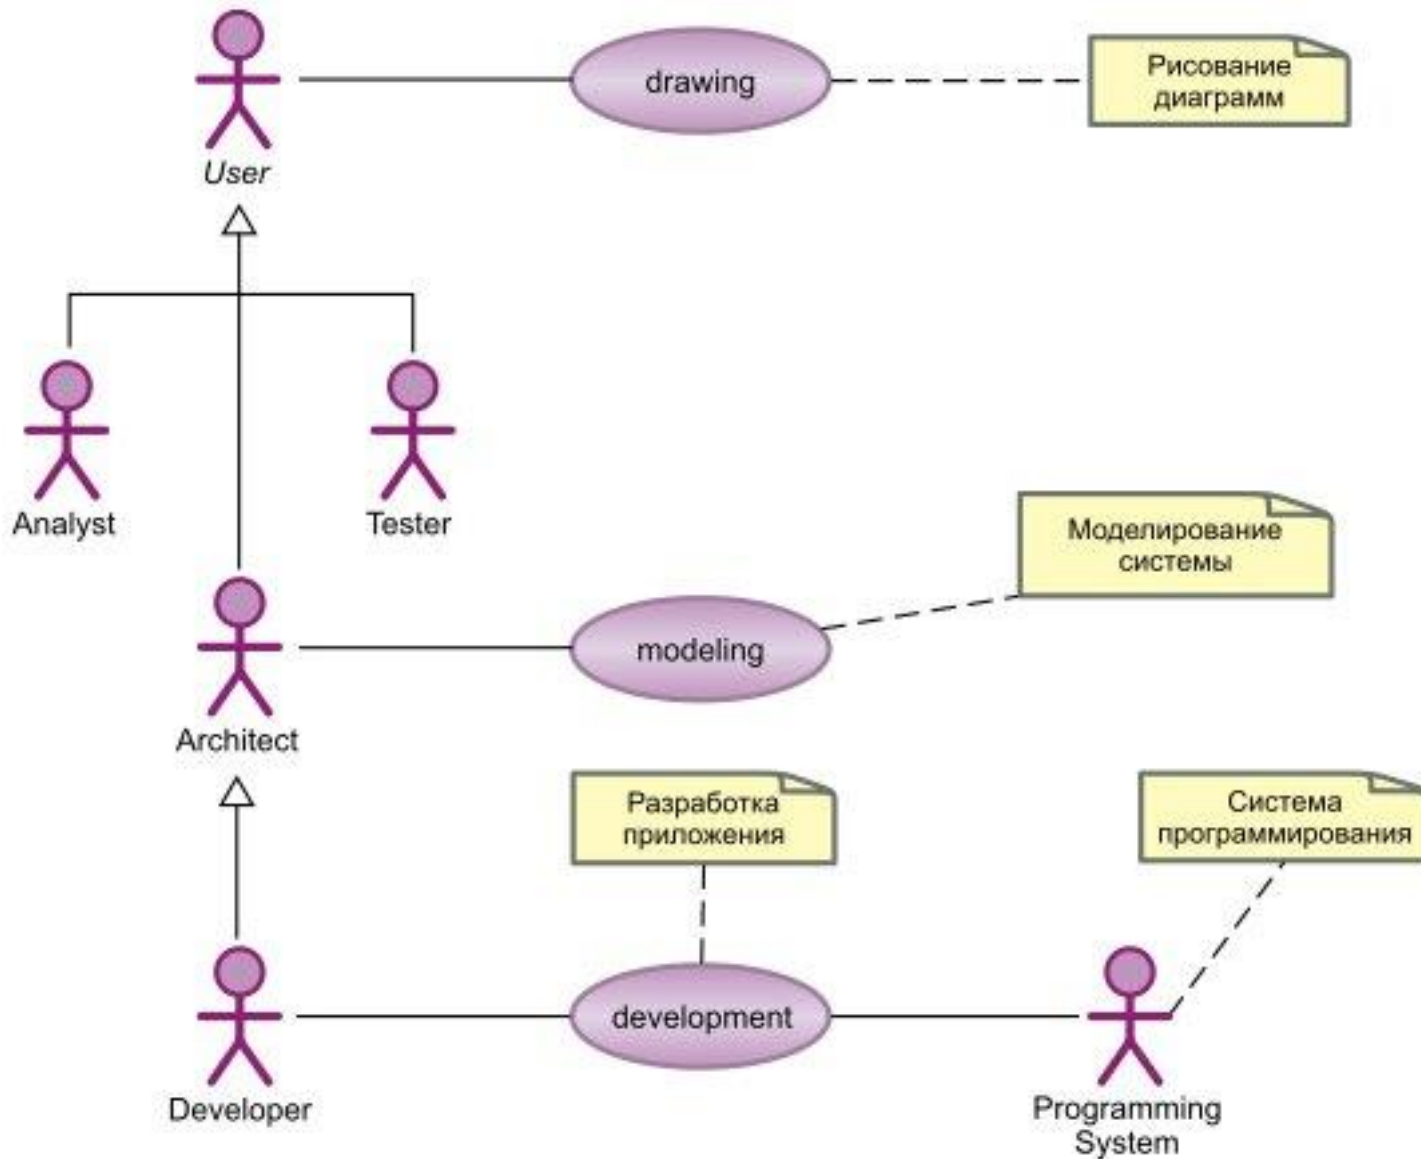 drawing
Рисование
диаграмм
User
Analyst
Tester
Моделирование
системы
modeling
Architect
Разработка
приложения
Система
программирования
development
Developer
Programming
System